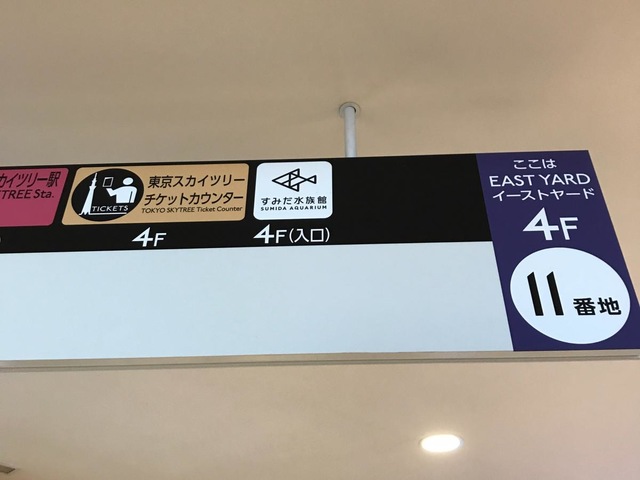 カイツリー駅
TREE Sta.
TICKETS
東京スカイツリー
チケットカウンター
TOKYO SKYTREE Ticket Counter
4F
すみだ水族館
SUMIDA AQUARIUM
4F(入口)
ここは
EAST YARD
イーストヤード
4F
11番地